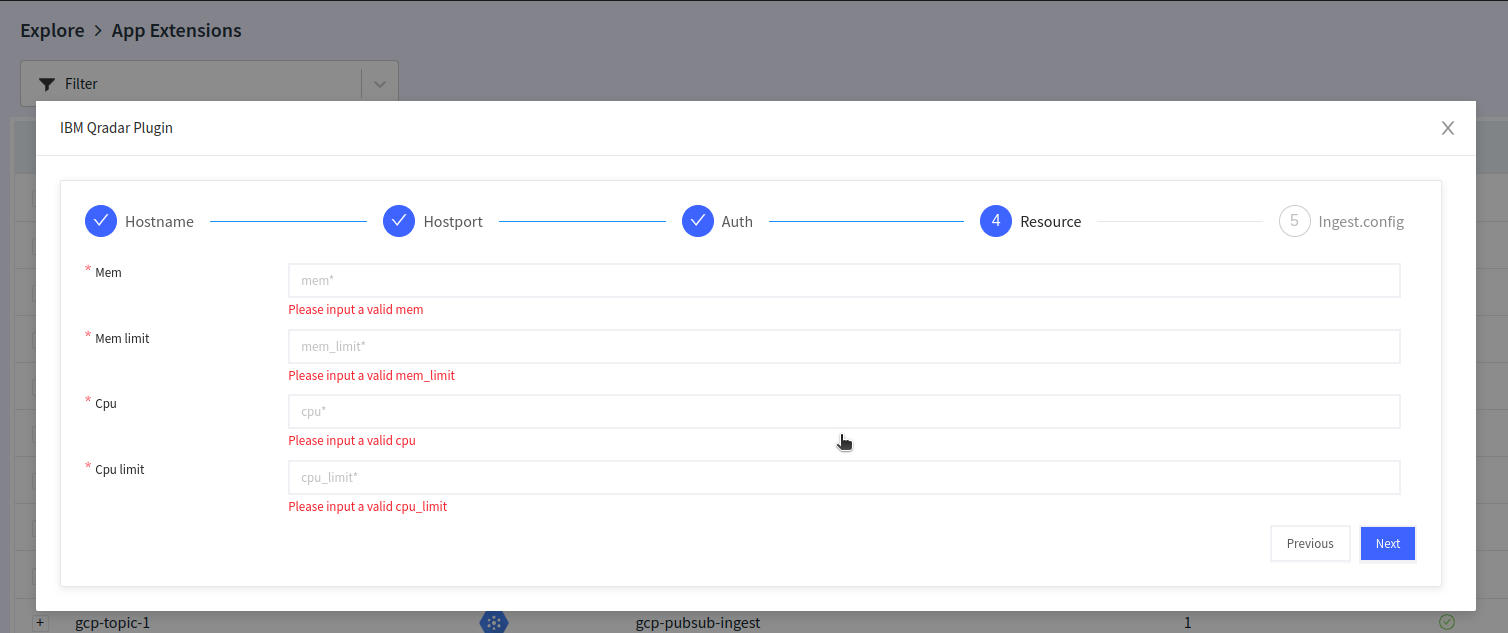 Explore > App Extensions
Filter
IBM Qradar Plugin
Hostname
Hostport
Auth
4 Resource
5 Ingest.config
* Mem
mem*
Please input a valid mem
* Mem limit
mem_limit*
Please input a valid mem_limit
* Cpu
cpu*
Please input a valid cpu
* Cpu limit
cpu_limit*
Please input a valid cpu_limit
Previous
Next
+ gcp-topic-1 gcp-pubsub-ingest 1